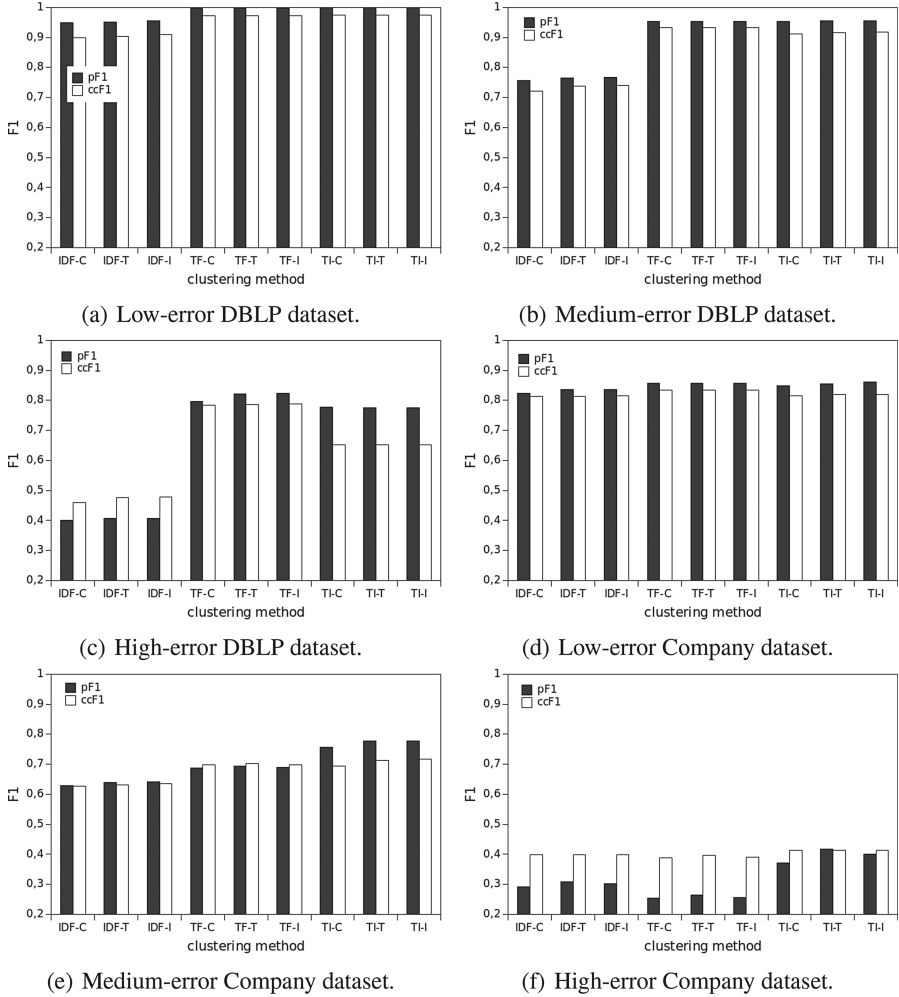 1
0,9
0,8
0,7
0,6
0,5
0,4
0,3
0,2
F1
pF1
ccF1
IDF-C IDF-T IDF-I TF-C TF-T TF-I TI-C TI-T TI-I
clustering method
(a) Low-error DBLP dataset.
1
0,9
0,8
0,7
0,6
0,5
0,4
0,3
0,2
F1
pF1
ccF1
IDF-C IDF-T IDF-I TF-C TF-T TF-I TI-C TI-T TI-I
clustering method
(b) Medium-error DBLP dataset.
1
0,9
0,8
0,7
0,6
0,5
0,4
0,3
0,2
F1
pF1
ccF1
IDF-C IDF-T IDF-I TF-C TF-T TF-I TI-C TI-T TI-I
clustering method
(c) High-error DBLP dataset.
1
0,9
0,8
0,7
0,6
0,5
0,4
0,3
0,2
F1
pF1
ccF1
IDF-C IDF-T IDF-I TF-C TF-T TF-I TI-C TI-T TI-I
clustering method
(d) Low-error Company dataset.
1
0,9
0,8
0,7
0,6
0,5
0,4
0,3
0,2
F1
pF1
ccF1
IDF-C IDF-T IDF-I TF-C TF-T TF-I TI-C TI-T TI-I
clustering method
(e) Medium-error Company dataset.
1
0,9
0,8
0,7
0,6
0,5
0,4
0,3
0,2
F1
pF1
ccF1
IDF-C IDF-T IDF-I TF-C TF-T TF-I TI-C TI-T TI-I
clustering method
(f) High-error Company dataset.